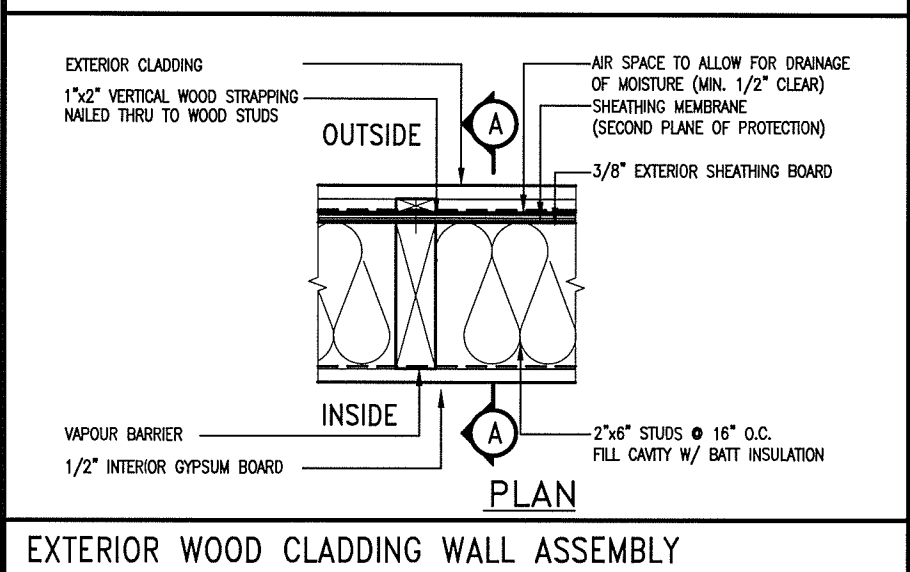 EXTERIOR CLADDING
1"x2" VERTICAL WOOD STRAPPING
NAILED THRU TO WOOD STUDS
OUTSIDE
A
AIR SPACE TO ALLOW FOR DRAINAGE
OF MOISTURE (MIN. 1/2" CLEAR)
SHEATHING MEMBRANE
(SECOND PLANE OF PROTECTION)
3/8" EXTERIOR SHEATHING BOARD
INSIDE
A
VAPOUR BARRIER
1/2" INTERIOR GYPSUM BOARD
2"x6" STUDS @ 16" O.C.
FILL CAVITY W/ BATT INSULATION
PLAN
EXTERIOR WOOD CLADDING WALL ASSEMBLY